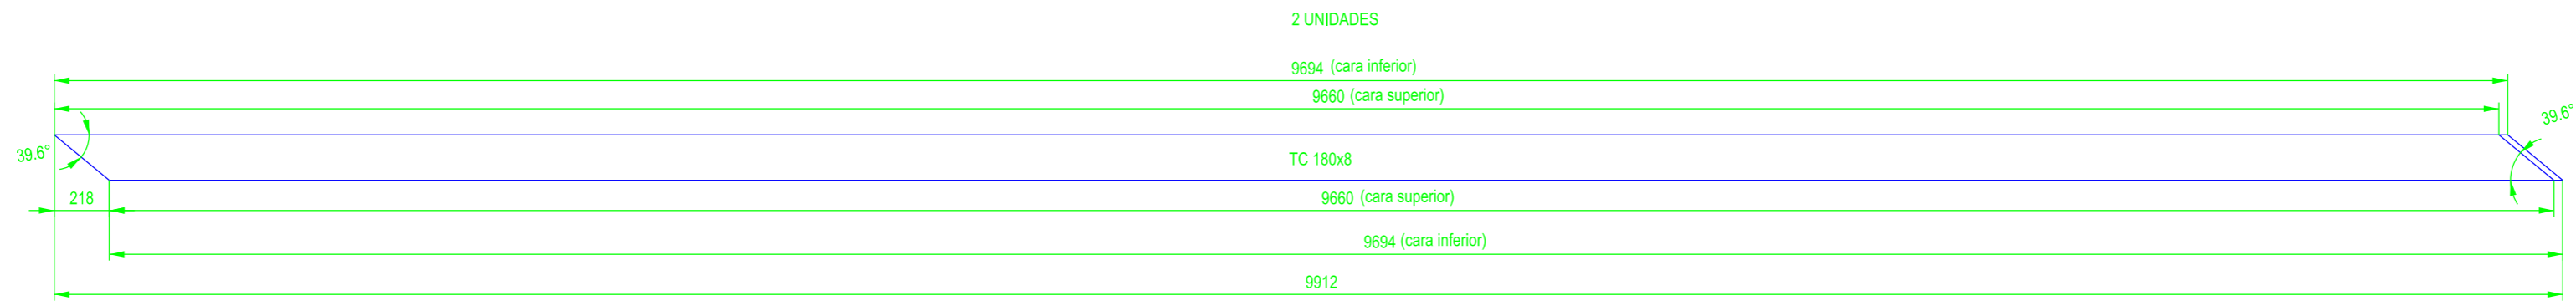 2 UNIDADES
9694 (cara inferior)
9660 (cara superior)
39.6°
39.6°
TC 180x8
218
9660 (cara superior)
9694 (cara inferior)
9912